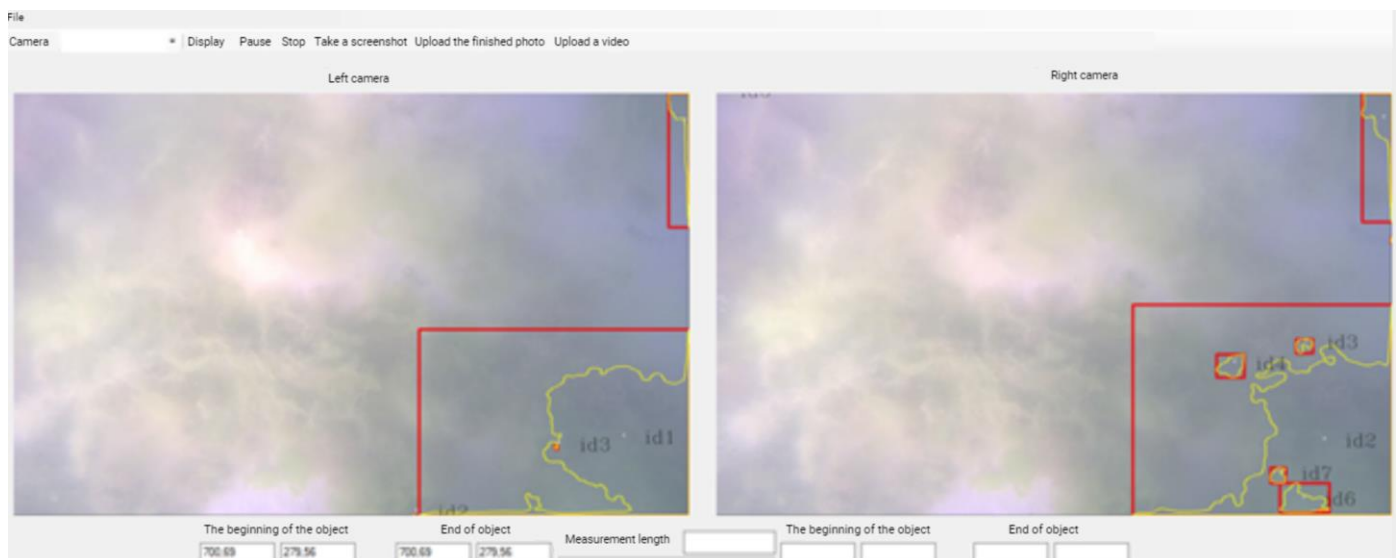 File
Camera Display Pause Stop Take a screenshot Upload the finished photo Upload a video
Left camera
Right camera
id3
id4
id3 id1
id2
id7
id2
id6
The beginning of the object End of object Measurement length The beginning of the object End of object
700.69 279.56 700.69 279.56